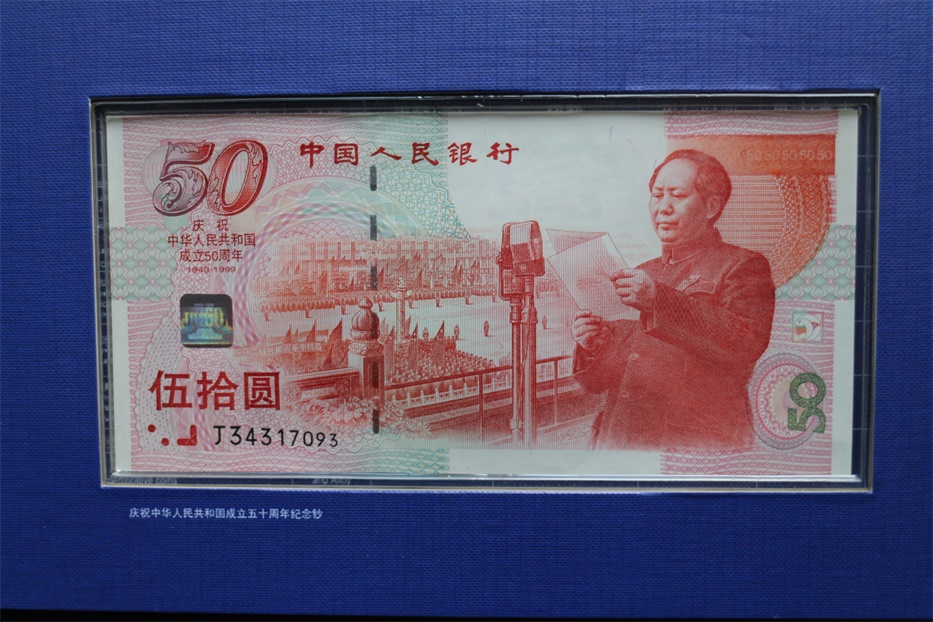 50
中国人民银行
庆祝
中华人民共和国
成立50周年
1949-1999
5050505050
伍拾圆
J34317093
50
庆祝中华人民共和国成立五十周年纪念钞